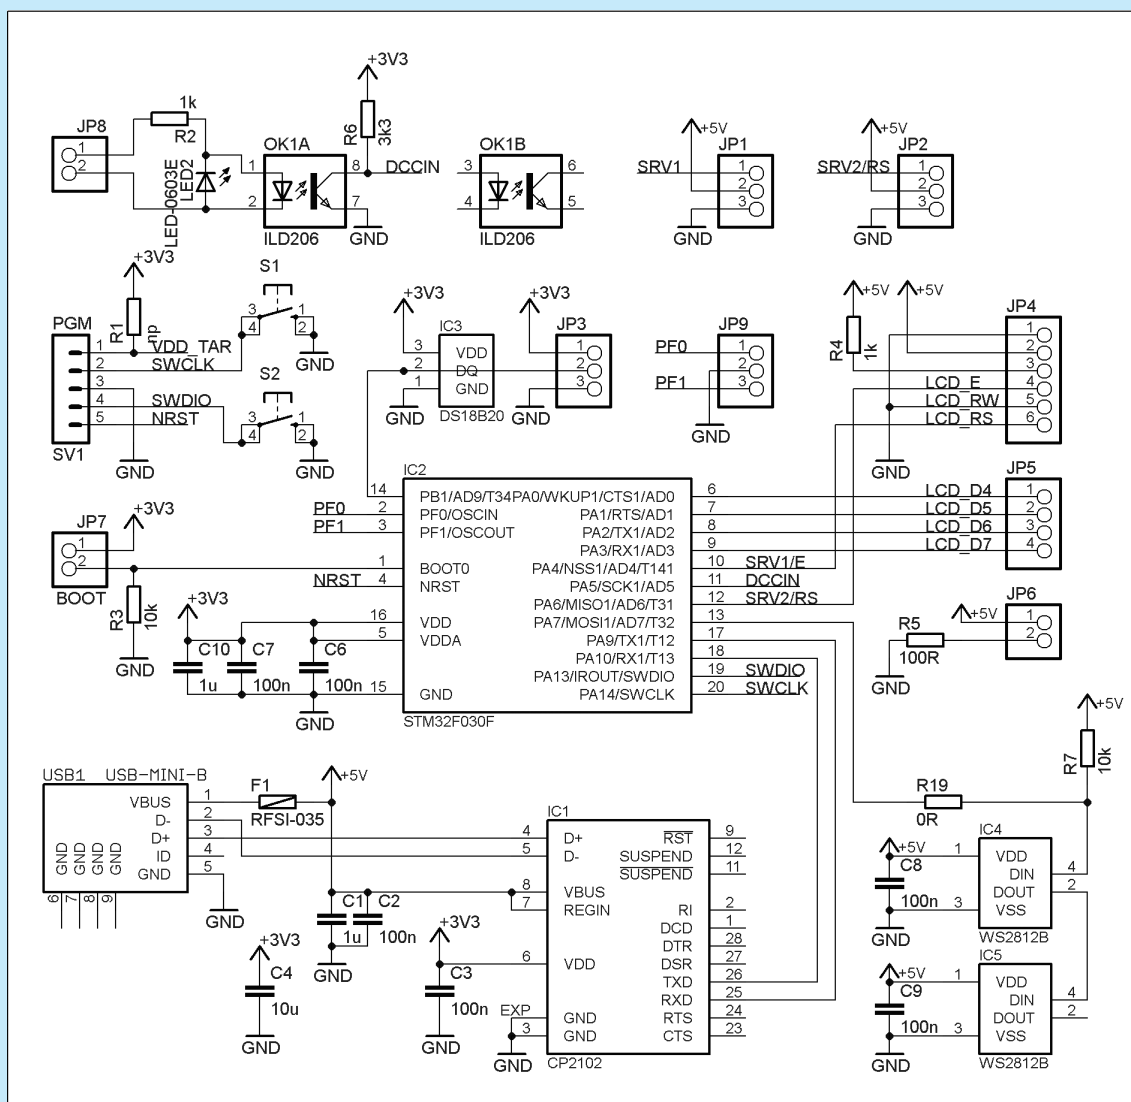 +3V3
JP8
1
2
1k
R2
LED-0603E
LED2
OK1A
1
2
8
7
ILD206
R6
3k3
DCCIN
GND
OK1B
3
4
6
5
ILD206
+5V
JP1
SRV1
1
2
3
GND
+5V
JP2
SRV2/RS
1
2
3
GND
+3V3
R1
np
PGM
1
2
3
4
5
VDD_TAR
SWCLK
SWDIO
NRST
SV1
GND
S1
3
4
1
2
GND
S2
3
4
1
2
GND
+3V3
IC3
3
2
1
VDD
DQ
GND
DS18B20
GND
+3V3
JP3
1
2
3
GND
JP9
PF0
PF1
1
2
3
GND
+5V
+5V
R4
1k
JP4
1
2
3
4
5
6
LCD_E
LCD_RW
LCD_RS
GND
JP5
LCD_D4
LCD_D5
LCD_D6
LCD_D7
1
2
3
4
IC2
14 PB1/AD9/T34
PF0 2 PF0/OSCIN
PF1 3 PF1/OSCOUT
1 BOOT0
NRST 4 NRST
16 VDD
5 VDDA
15 GND
PA0/WKUP1/CTS1/AD0 6
PA1/RTS/AD1 7
PA2/TX1/AD2 8
PA3/RX1/AD3 9
PA4/NSS1/AD4/T141 10 SRV1/E
PA5/SCK1/AD5 11 DCCIN
PA6/MISO1/AD6/T31 12 SRV2/RS
PA7/MOSI1/AD7/T32 13
PA9/TX1/T12 17
PA10/RX1/T13 18
PA13/IROUT/SWDIO 19 SWDIO
PA14/SWCLK 20 SWCLK
STM32F030F
JP7
1
2
BOOT
+3V3
R3
10k
GND
+3V3
C10
1u
C7
100n
C6
100n
GND
JP6
+5V
1
2
R5
100R
GND
+5V
R7
10k
R19
0R
USB1
USB-MINI-B
VBUS 1
D- 2
D+ 3
ID 4
GND 5
GND
GND
GND
GND
6
7
8
9
GND
F1
RFSI-035
+5V
C1
1u
C2
100n
GND
+3V3
C4
10u
GND
+3V3
C3
100n
GND
IC1
4 D+
5 D-
8 VBUS
7 REGIN
6 VDD
EXP GND
3 GND
GND
RST 9
SUSPEND 12
SUSPEND 11
RI 2
DCD 1
DTR 28
DSR 27
TXD 26
RXD 25
RTS 24
CTS 23
CP2102
+5V
C8
100n
GND
IC4
1 VDD
DIN 4
DOUT 2
3 VSS
WS2812B
+5V
C9
100n
GND
IC5
1 VDD
DIN 4
DOUT 2
3 VSS
WS2812B